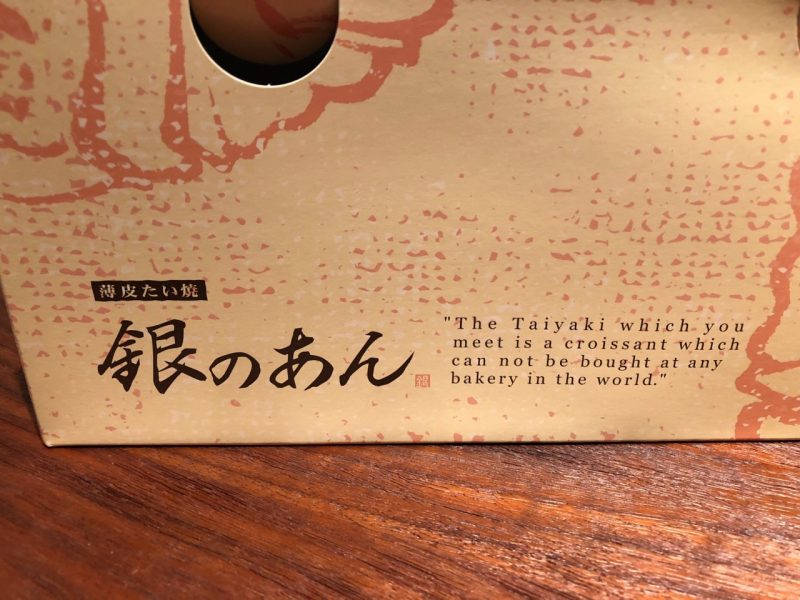 薄皮たい焼
銀のあん
"The Taiyaki which you
meet is a croissant which
can not be bought at any
bakery in the world."